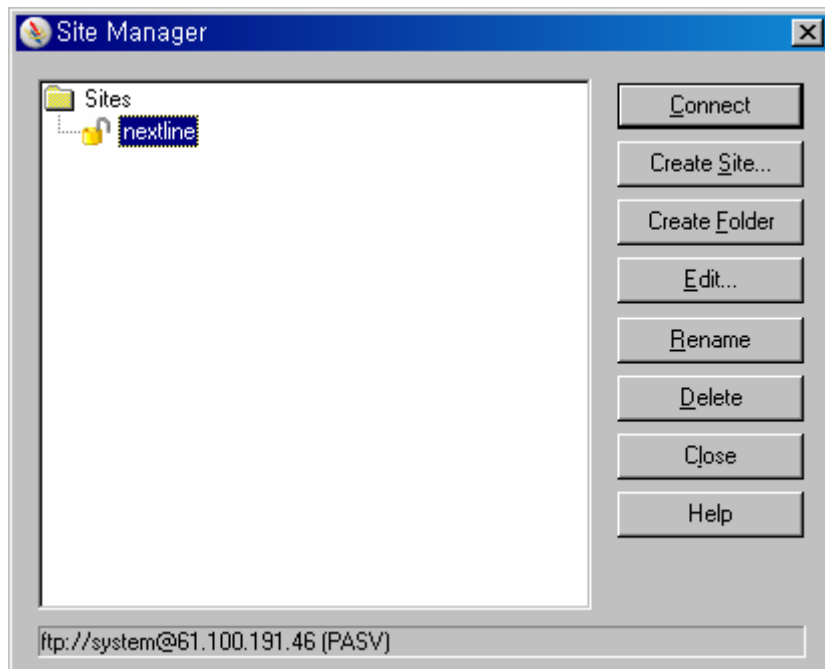 Site Manager
Sites
nextline
Connect
Create Site...
Create Folder
Edit...
Rename
Delete
Close
Help
ftp://system@61.100.191.46 (PASV)